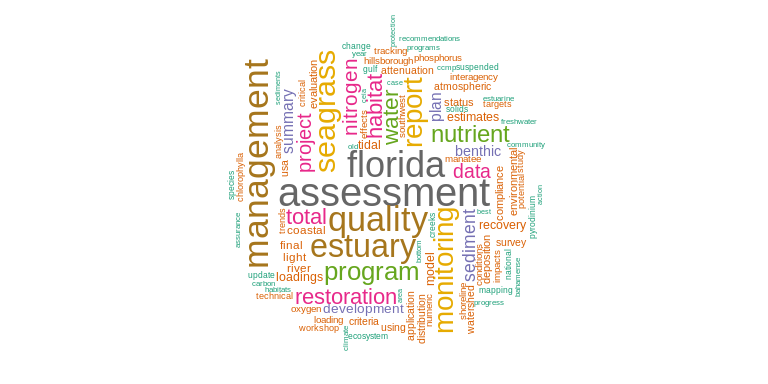 protection
recommendations
change
programs
year
tracking
phosphorus
hillsborough
gulf
attenuation
ccmp
suspended
interagency
management
seagrass
nitrogen
habitat
water
report
case
atmospheric
sediments
critical
evaluation
summary
goia
plan
status
estuarine
targets
solids
estimates
freshwater
southwest
effects
project
nutrient
analysis
old
tidal
benthic
community
usa
florida
manatee
data
chlorophylla
species
compliance
environmental
potential
study
action
assessment
total
quality
monitoring
best
pyrodinium
trends
coastal
creeks
sediment
recovery
assurance
final
estuary
survey
light
bottom
model
conditions
deposition
impacts
national
bahamense
river
update
loadings
program
carbon
habitats
mapping
technical
restoration
area
progress
oxygen
development
application
distribution
numeric
shoreline
watershed
loading
criteria
workshop
using
climate
ecosystem